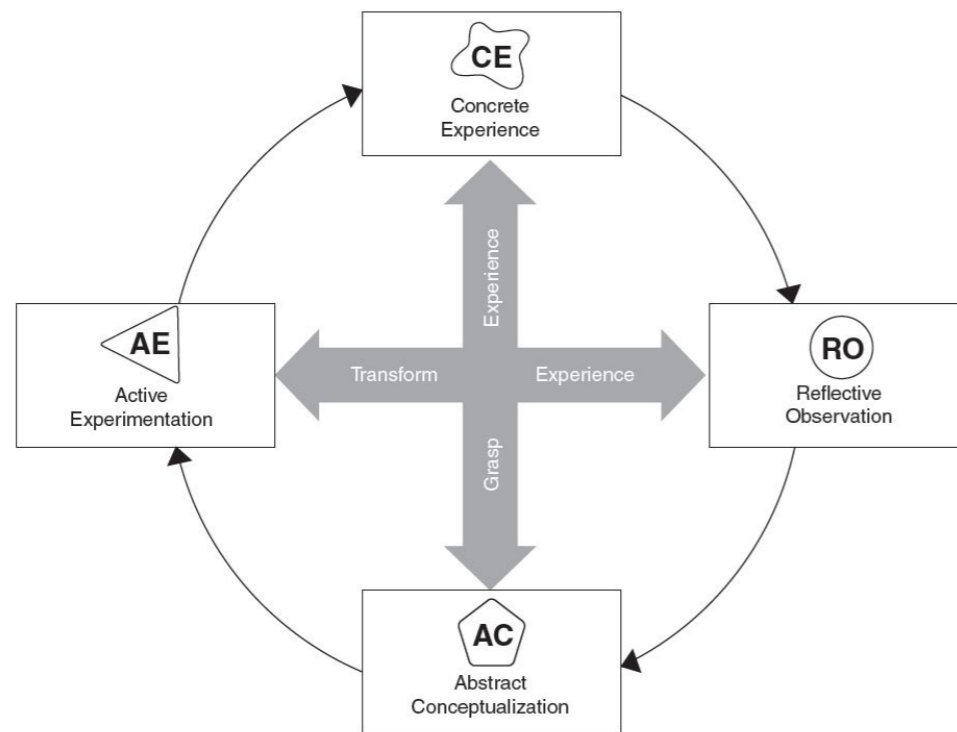 CE
Concrete
Experience
Experience
AE
Active
Experimentation
Transform
Experience
RO
Reflective
Observation
Grasp
AC
Abstract
Conceptualization